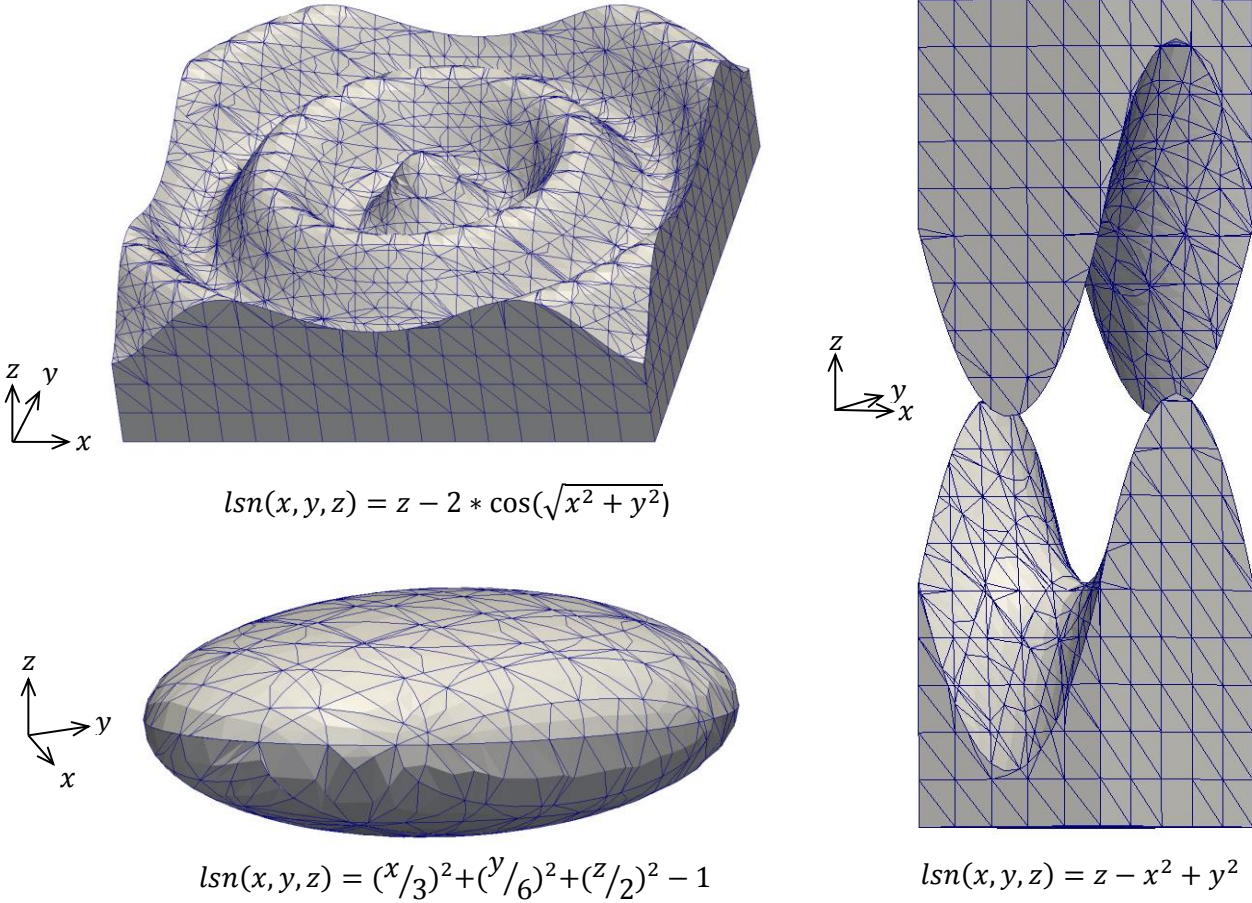 z
y
x
lsn(x, y, z) = z − 2 ∗ cos(√x² + y²)
z
y
x
lsn(x, y, z) = (x/3)²+(y/6)²+(z/2)² − 1
z
y
x
lsn(x, y, z) = z − x² + y²